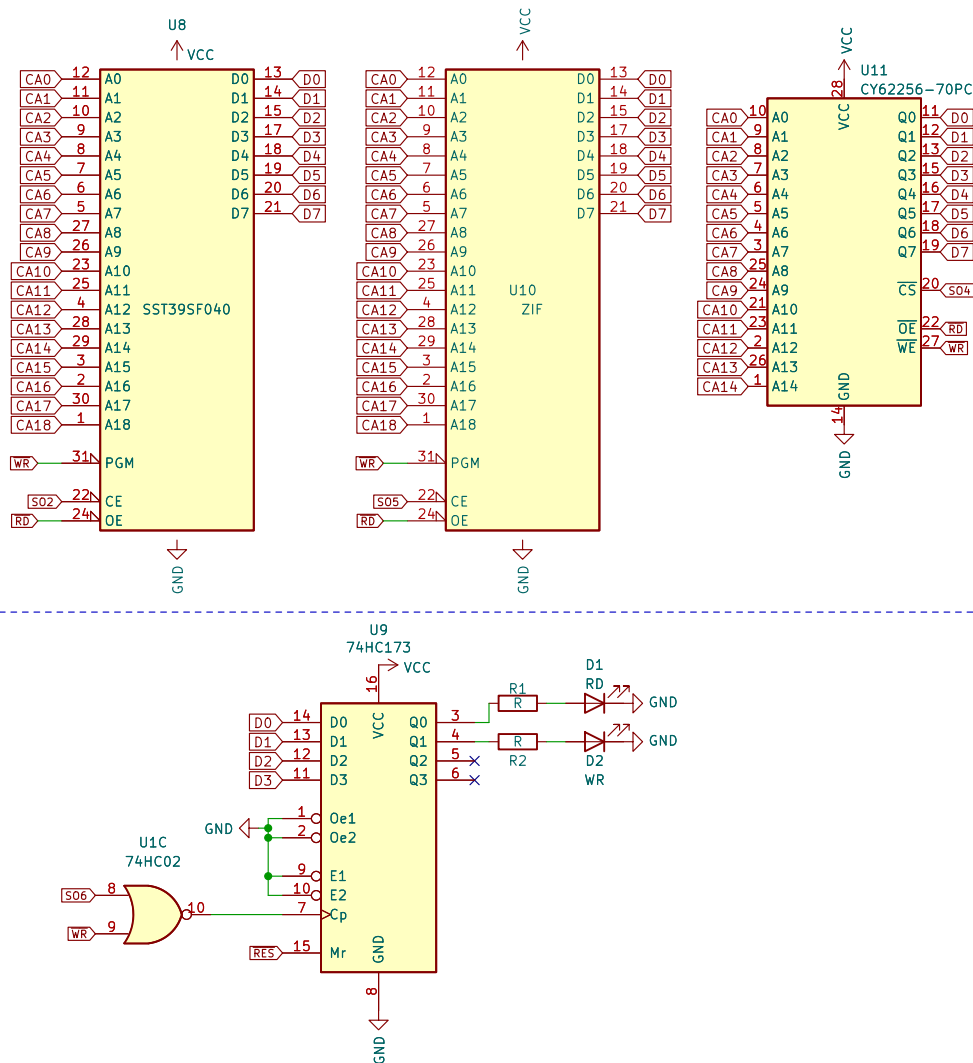 U8
VCC
SST39SF040
CA0 12 A0 D0 13 D0
CA1 11 A1 D1 14 D1
CA2 10 A2 D2 15 D2
CA3 9 A3 D3 17 D3
CA4 8 A4 D4 18 D4
CA5 7 A5 D5 19 D5
CA6 6 A6 D6 20 D6
CA7 5 A7 D7 21 D7
CA8 27 A8
CA9 26 A9
CA10 23 A10
CA11 25 A11
CA12 4 A12
CA13 28 A13
CA14 29 A14
CA15 3 A15
CA16 2 A16
CA17 30 A17
CA18 1 A18
WR 31 PGM
SO2 22 CE
RD 24 OE
GND
VCC
U10
ZIF
CA0 12 A0 D0 13 D0
CA1 11 A1 D1 14 D1
CA2 10 A2 D2 15 D2
CA3 9 A3 D3 17 D3
CA4 8 A4 D4 18 D4
CA5 7 A5 D5 19 D5
CA6 6 A6 D6 20 D6
CA7 5 A7 D7 21 D7
CA8 27 A8
CA9 26 A9
CA10 23 A10
CA11 25 A11
CA12 4 A12
CA13 28 A13
CA14 29 A14
CA15 3 A15
CA16 2 A16
CA17 30 A17
CA18 1 A18
WR 31 PGM
SO5 22 CE
RD 24 OE
GND
VCC
U11
CY62256-70PC
28 VCC
CA0 10 A0 Q0 11 D0
CA1 9 A1 Q1 12 D1
CA2 8 A2 Q2 13 D2
CA3 7 A3 Q3 15 D3
CA4 6 A4 Q4 16 D4
CA5 5 A5 Q5 17 D5
CA6 4 A6 Q6 18 D6
CA7 3 A7 Q7 19 D7
CA8 25 A8
CA9 24 A9 CS 20 SO4
CA10 21 A10
CA11 23 A11 OE 22 RD
CA12 2 A12 WE 27 WR
CA13 26 A13
CA14 1 A14
GND 14
GND
U9
74HC173
VCC
16 VCC
D0 14 D0 Q0 3
D1 13 D1 Q1 4
D2 12 D2 Q2 5
D3 11 D3 Q3 6
GND 1 Oe1
2 Oe2
9 E1
10 E2
7 Cp
RES 15 Mr
GND 8
GND
U1C
74HC02
SO6 8
10
WR 9
D1
RD
R1
R
GND
R
R2
GND
D2
WR